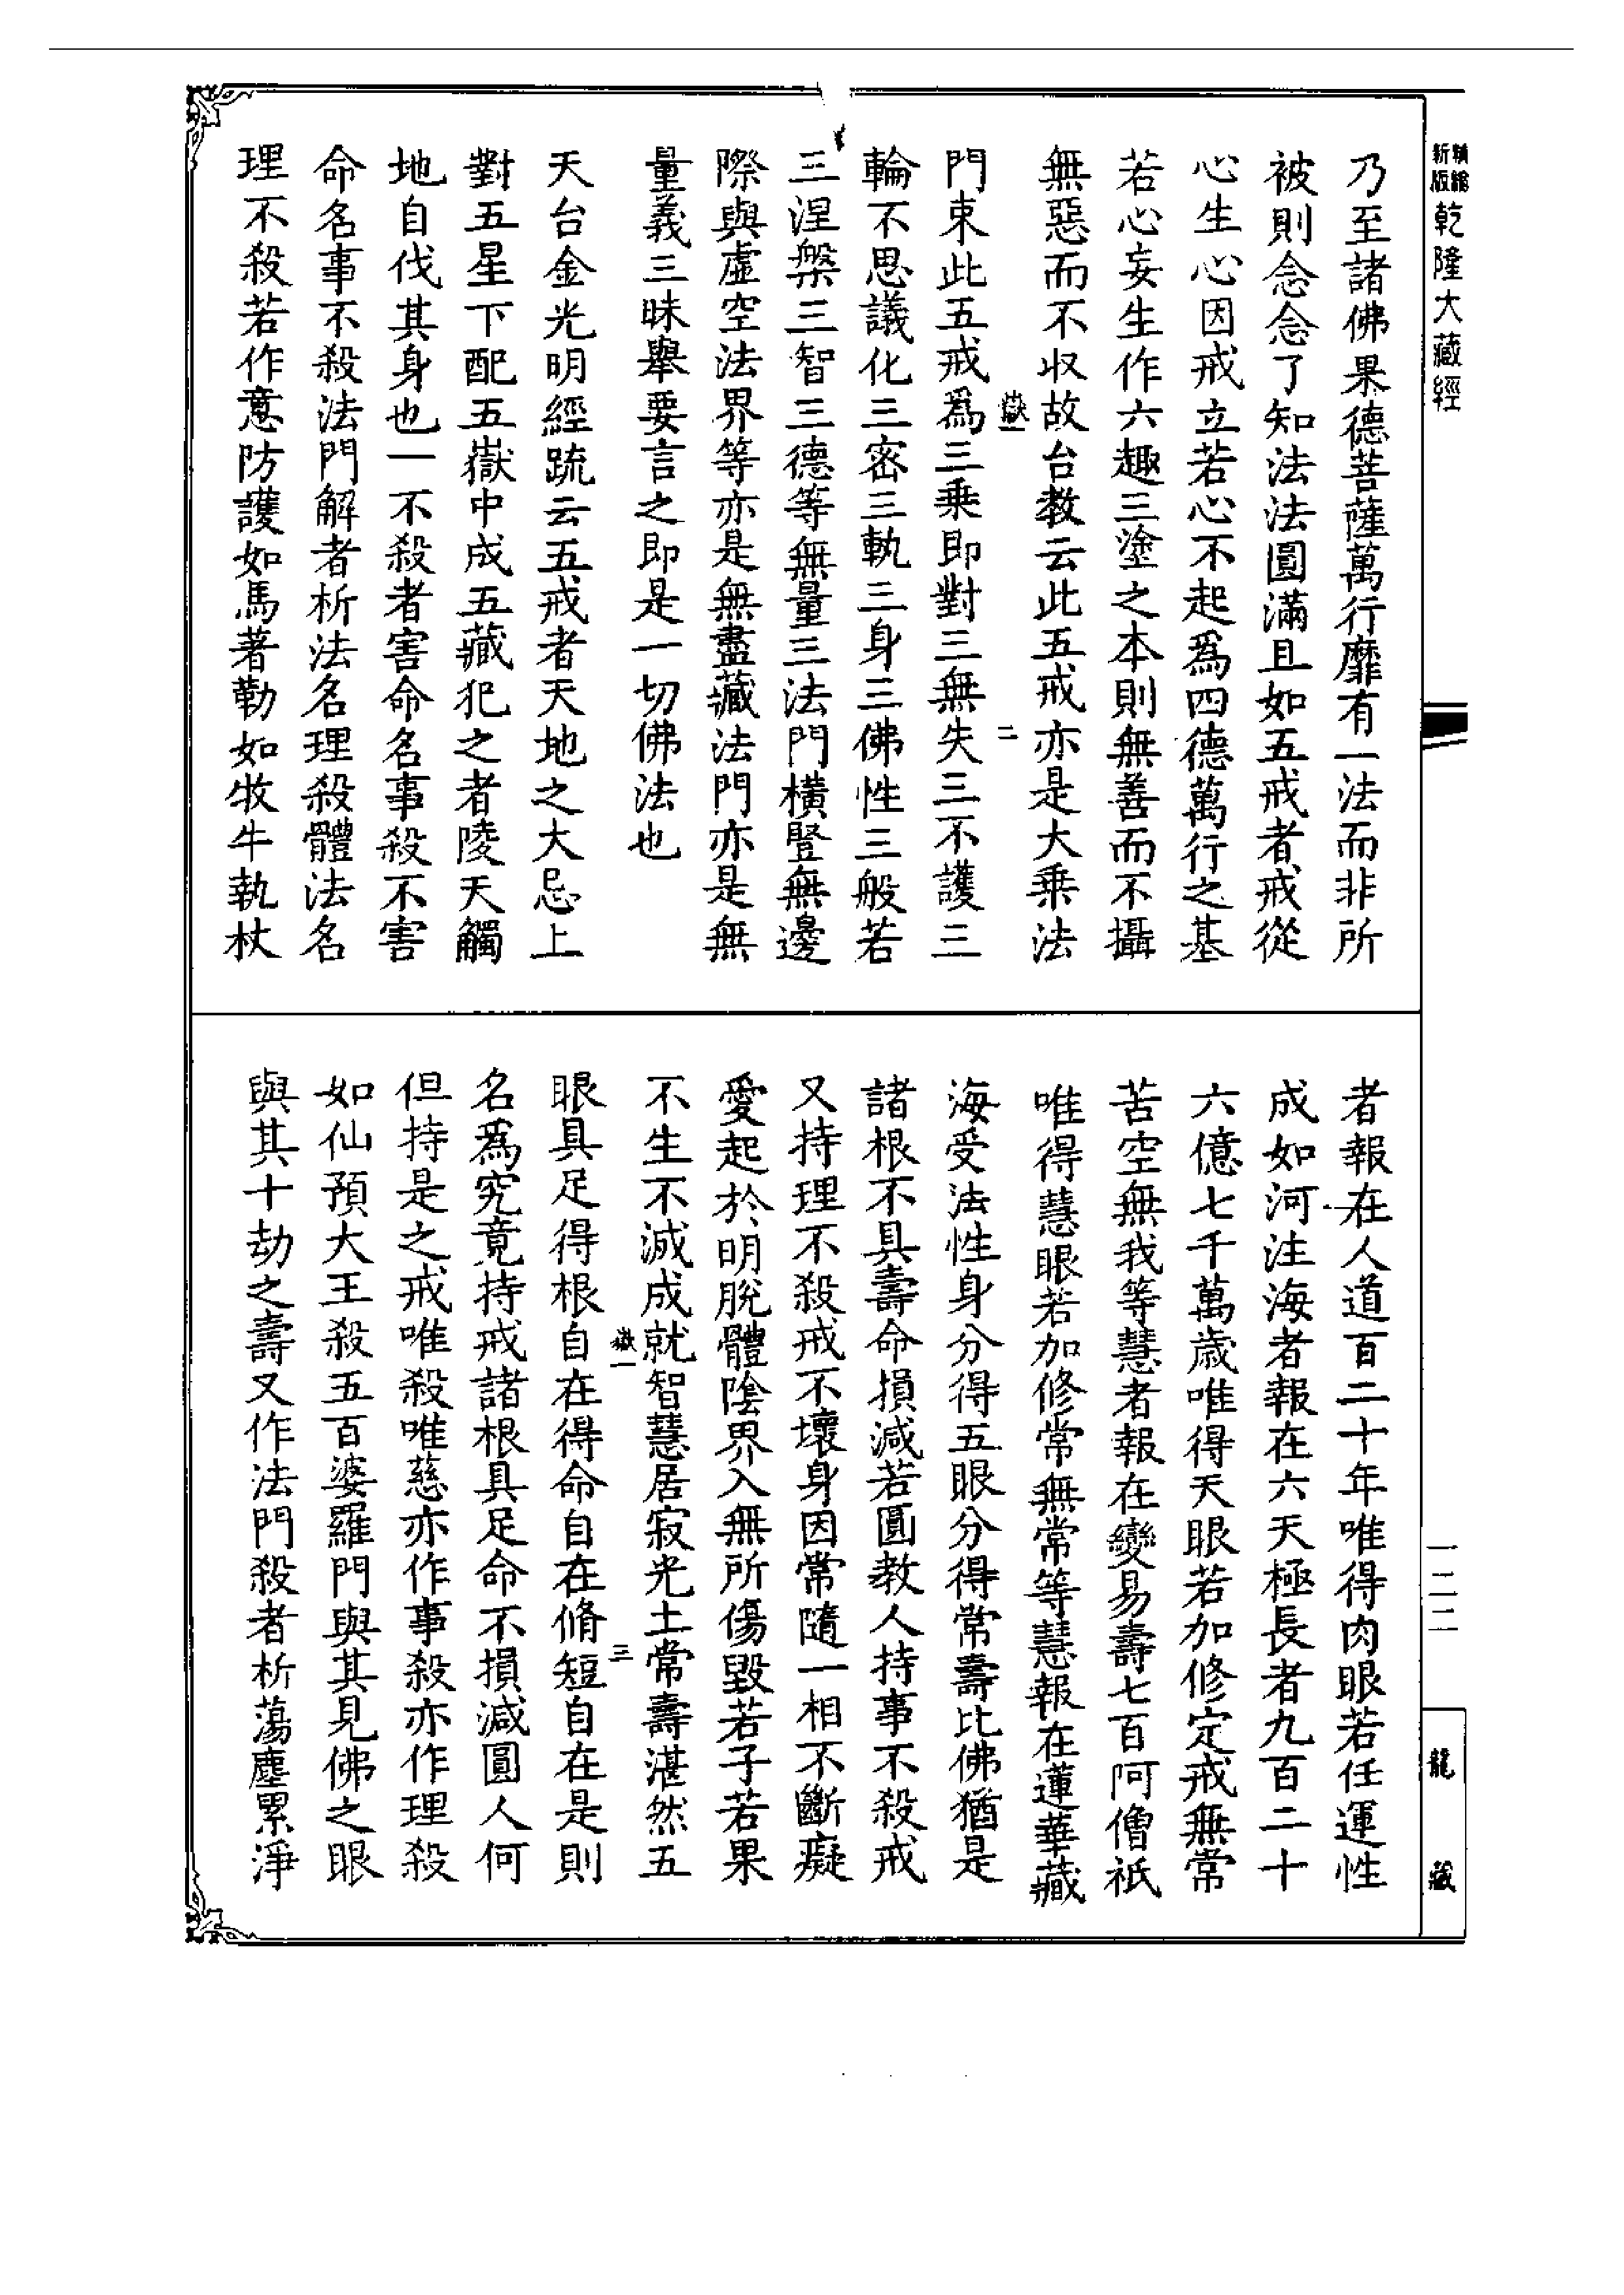 新版精縮乾隆大藏經
乃至諸佛果德菩薩萬行靡有一法而非所
被則念念了知法法圓滿且如五戒者戒從
心生心因戒立若心不起爲四德萬行之基
若心妄生作六趣三塗之本則無善而不攝
無惡而不收故台教云此五戒亦是大乘法
二
門束此五戒爲三乘即對三無失三不護三
輪不思議化三密三軌三身三佛性三般若
三涅槃三智三德等無量三法門橫豎無邊
際與虛空法界等亦是無盡藏法門亦是無
量義三昧舉要言之即是一切佛法也
天台金光明經疏云五戒者天地之大忌上
對五星下配五嶽中成五藏犯之者陵天觸
地自伐其身也一不殺者害命名事殺不害
命名事不殺法門解者析法名理殺體法名
理不殺若作意防護如馬著勒如牧牛執杖
者報在人道百二十年唯得肉眼若任運性
成如河注海者報在六天極長者九百二十
六億七千萬歲唯得天眼若加修定戒無常
苦空無我等慧者報在變易壽七百阿僧祇
唯得慧眼若加修常無常等慧報在蓮華藏
海受法性身分得五眼分得常壽比佛猶是
諸根不具壽命損減若圓教人持事不殺戒
又持理不殺戒不壞身因常隨一相不斷癡
愛起於明脫體陰界入無所傷毀若子若果
不生不滅成就智慧居寂光土常壽湛然五
三
眼具足得根自在得命自在脩短自在是則
名爲究竟持戒諸根具足命不損減圓人何
但持是之戒唯殺唯慈亦作事殺亦作理殺
如仙預大王殺五百婆羅門與其見佛之眼
與其十劫之壽又作法門殺者析蕩塵累淨
一二二
龍藏